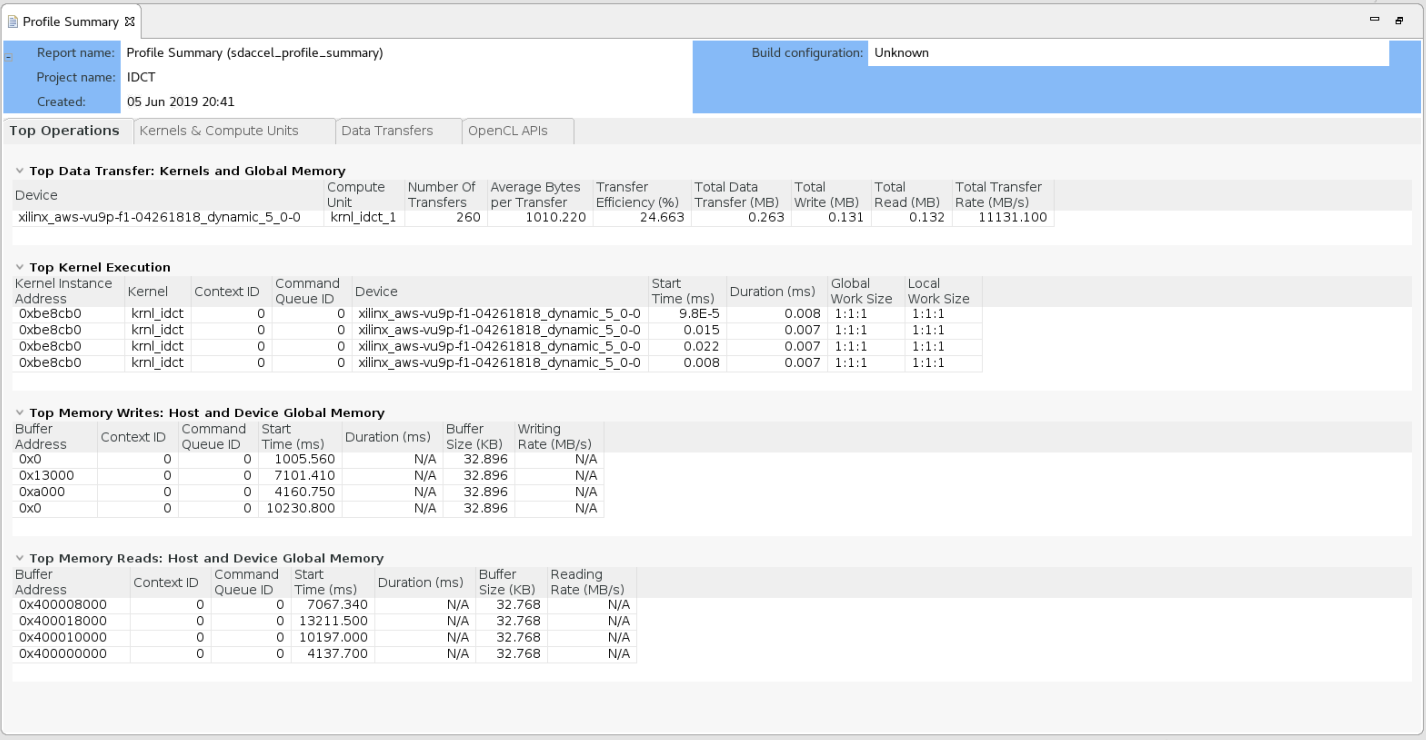 Profile Summary
Report name: Profile Summary (sdaccel_profile_summary) Build configuration: Unknown
Project name: IDCT
Created: 05 Jun 2019 20:41
Top Operations Kernels & Compute Units Data Transfers OpenCL APIs
Top Data Transfer: Kernels and Global Memory
Device Compute Unit Number Of Transfers Average Bytes per Transfer Transfer Efficiency (%) Total Data Transfer (MB) Total Write (MB) Total Read (MB) Total Transfer Rate (MB/s)
xilinx_aws-vu9p-f1-04261818_dynamic_5_0-0 krnl_idct_1 260 1010.220 24.663 0.263 0.131 0.132 11131.100
Top Kernel Execution
Kernel Instance Address Kernel Context ID Command Queue ID Device Start Time (ms) Duration (ms) Global Work Size Local Work Size
0xbe8cb0 krnl_idct 0 0 xilinx_aws-vu9p-f1-04261818_dynamic_5_0-0 9.8E-5 0.008 1:1:1 1:1:1
0xbe8cb0 krnl_idct 0 0 xilinx_aws-vu9p-f1-04261818_dynamic_5_0-0 0.015 0.007 1:1:1 1:1:1
0xbe8cb0 krnl_idct 0 0 xilinx_aws-vu9p-f1-04261818_dynamic_5_0-0 0.022 0.007 1:1:1 1:1:1
0xbe8cb0 krnl_idct 0 0 xilinx_aws-vu9p-f1-04261818_dynamic_5_0-0 0.008 0.007 1:1:1 1:1:1
Top Memory Writes: Host and Device Global Memory
Buffer Address Context ID Command Queue ID Start Time (ms) Duration (ms) Buffer Size (KB) Writing Rate (MB/s)
0x0 0 0 1005.560 N/A 32.896 N/A
0x13000 0 0 7101.410 N/A 32.896 N/A
0xa000 0 0 4160.750 N/A 32.896 N/A
0x0 0 0 10230.800 N/A 32.896 N/A
Top Memory Reads: Host and Device Global Memory
Buffer Address Context ID Command Queue ID Start Time (ms) Duration (ms) Buffer Size (KB) Reading Rate (MB/s)
0x400008000 0 0 7067.340 N/A 32.768 N/A
0x400018000 0 0 13211.500 N/A 32.768 N/A
0x400010000 0 0 10197.000 N/A 32.768 N/A
0x400000000 0 0 4137.700 N/A 32.768 N/A